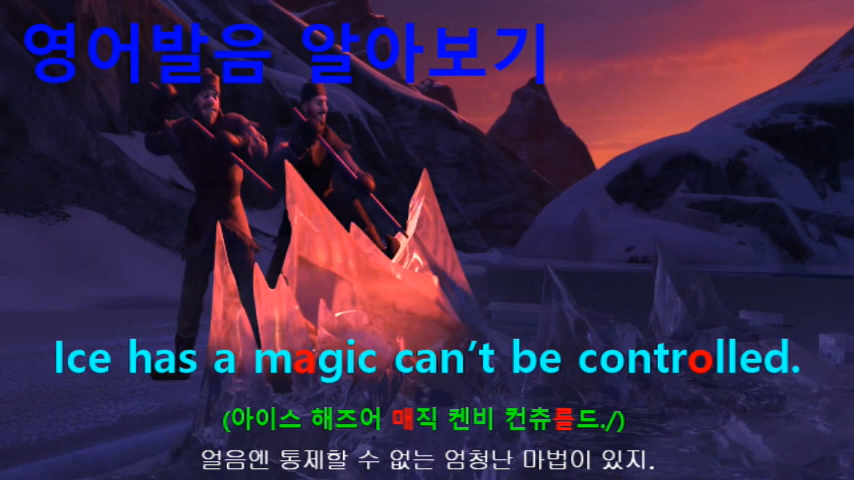 영어발음 알아보기
Ice has a magic can't be controlled.
(아이스 해즈어 매직 켄비 컨츄롤드./)
얼음엔 통제할 수 없는 엄청난 마법이 있지.